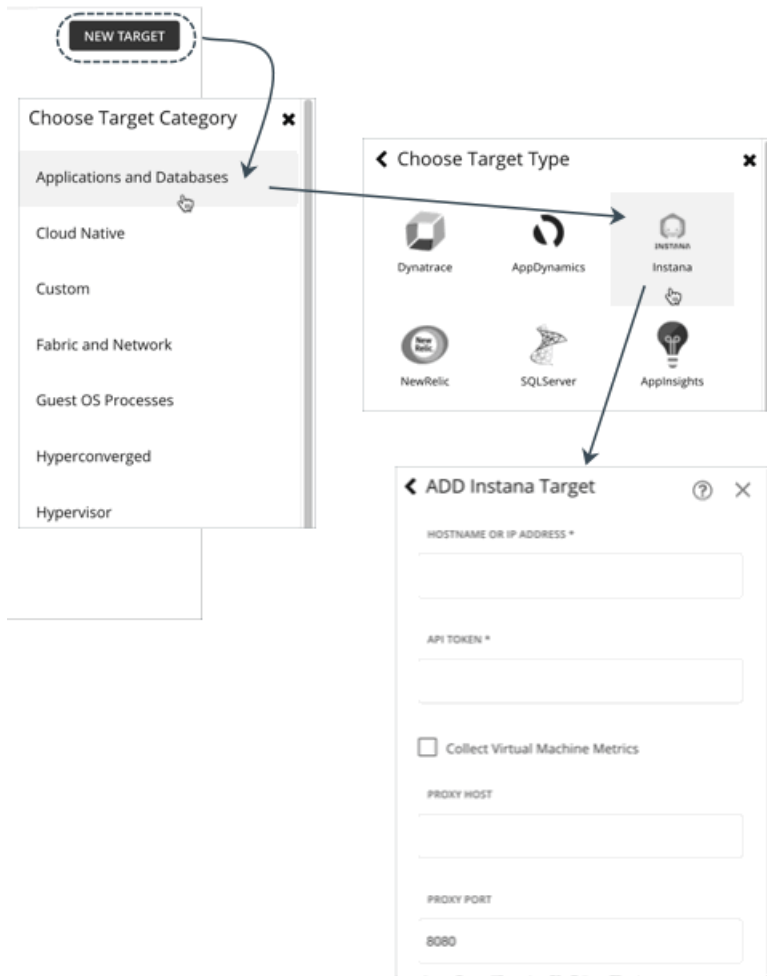 NEW TARGET
Choose Target Category
Applications and Databases
Cloud Native
Custom
Fabric and Network
Guest OS Processes
Hyperconverged
Hypervisor
Choose Target Type
INSTANA
Dynatrace AppDynamics Instana
New
Relic
NewRelic SQLServer AppInsights
ADD Instana Target
HOSTNAME OR IP ADDRESS *
API TOKEN *
Collect Virtual Machine Metrics
PROXY HOST
PROXY PORT
8080